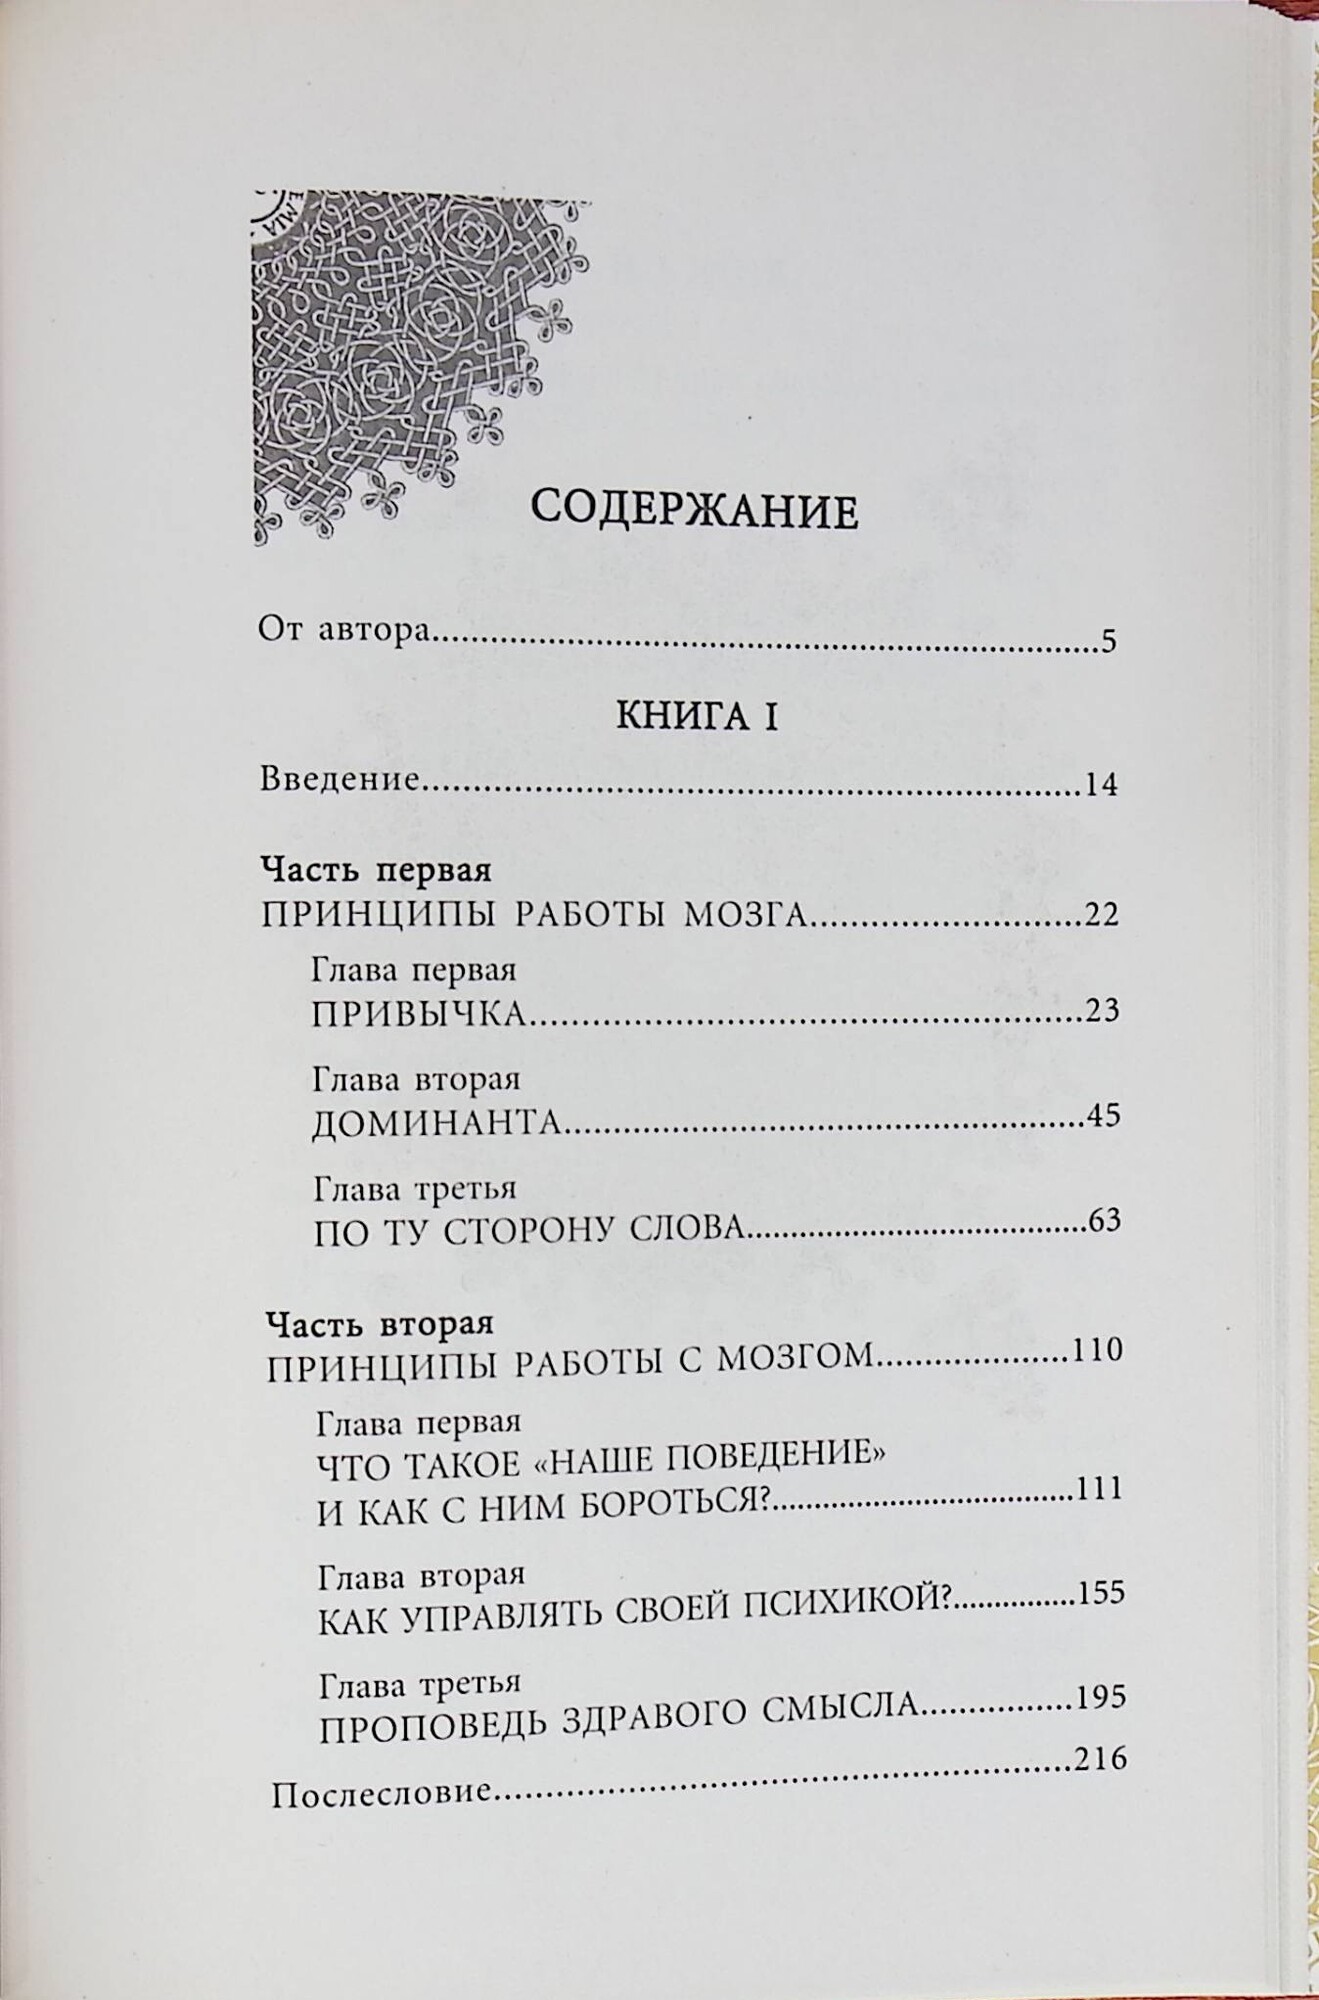 СОДЕРЖАНИЕ
От автора....................................................................5
КНИГА I
Введение....................................................................14
Часть первая
ПРИНЦИПЫ РАБОТЫ МОЗГА............................22
Глава первая
ПРИВЫЧКА........................................................23
Глава вторая
ДОМИНАНТА.....................................................45
Глава третья
ПО ТУ СТОРОНУ СЛОВА...................................63
Часть вторая
ПРИНЦИПЫ РАБОТЫ С МОЗГОМ....................110
Глава первая
ЧТО ТАКОЕ «НАШЕ ПОВЕДЕНИЕ»
И КАК С НИМ БОРОТЬСЯ?...............................111
Глава вторая
КАК УПРАВЛЯТЬ СВОЕЙ ПСИХИКОЙ?.............155
Глава третья
ПРОПОВЕДЬ ЗДРАВОГО СМЫСЛА................195
Послесловие...........................................................216